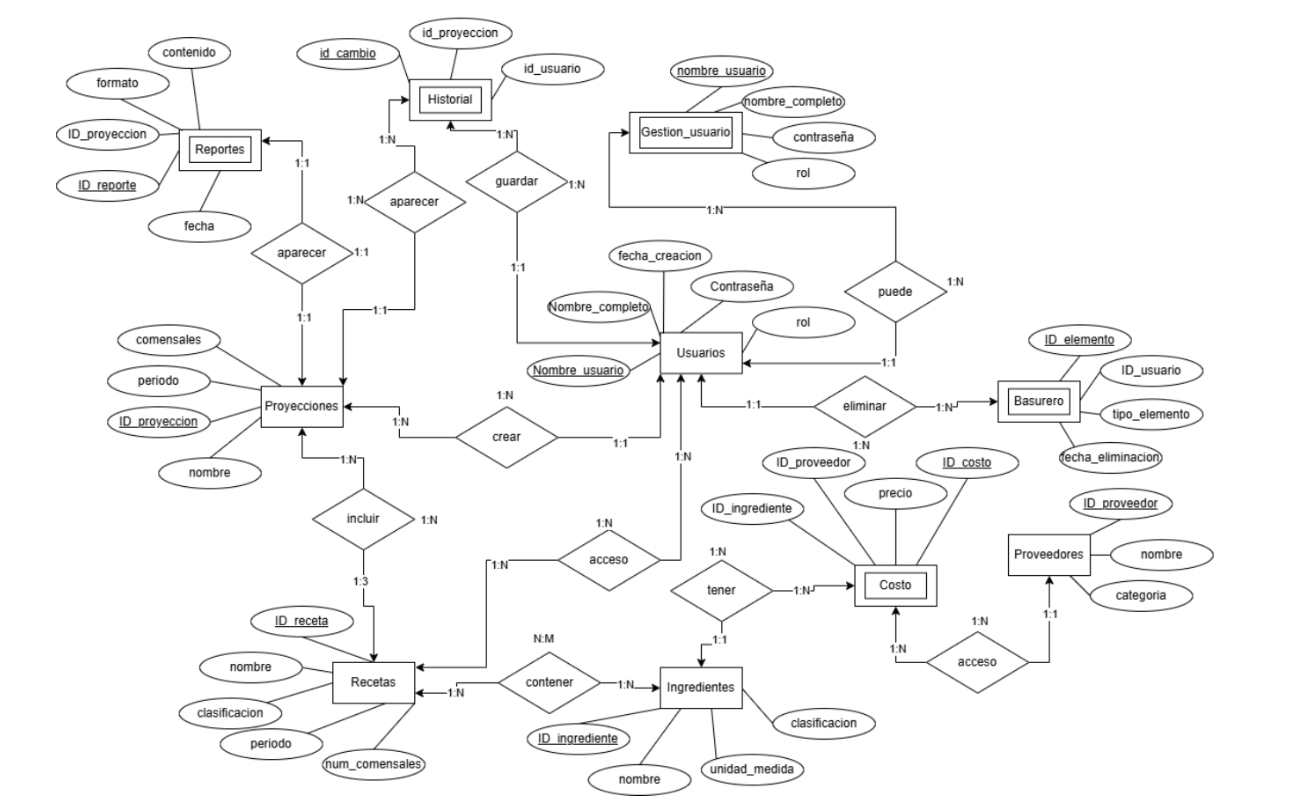 id_proyeccion
contenido
id_cambio
id_usuario
nombre_usuario
formato
Historial
nombre_completo
ID_proyeccion
Gestion_usuario
contraseña
1:N
1:N
Reportes
1:1
rol
ID_reporte
guardar
1:N
1:N
aparecer
1:N
fecha
aparecer
1:1
fecha_creacion
1:1
Contraseña
puede
1:N
Nombre_completo
1:1
1:1
rol
comensales
ID_elemento
Usuarios
1:1
Nombre_usuario
ID_usuario
periodo
1:N
Basurero
Proyecciones
1:1
eliminar
1:N
tipo_elemento
ID_proyeccion
1:N
crear
1:1
1:N
1:N
fecha_eliminacion
ID_proveedor
ID_costo
nombre
1:N
precio
ID_proveedor
ID_ingrediente
incluir
1:N
1:N
1:N
Proveedores
nombre
1:N
acceso
1:3
tener
1:N
Costo
categoria
1:1
ID_receta
1:N
N:M
1:1
1:N
acceso
nombre
Recetas
contener
1:N
Ingredientes
1:N
clasificacion
clasificacion
periodo
ID_ingrediente
num_comensales
nombre
unidad_medida